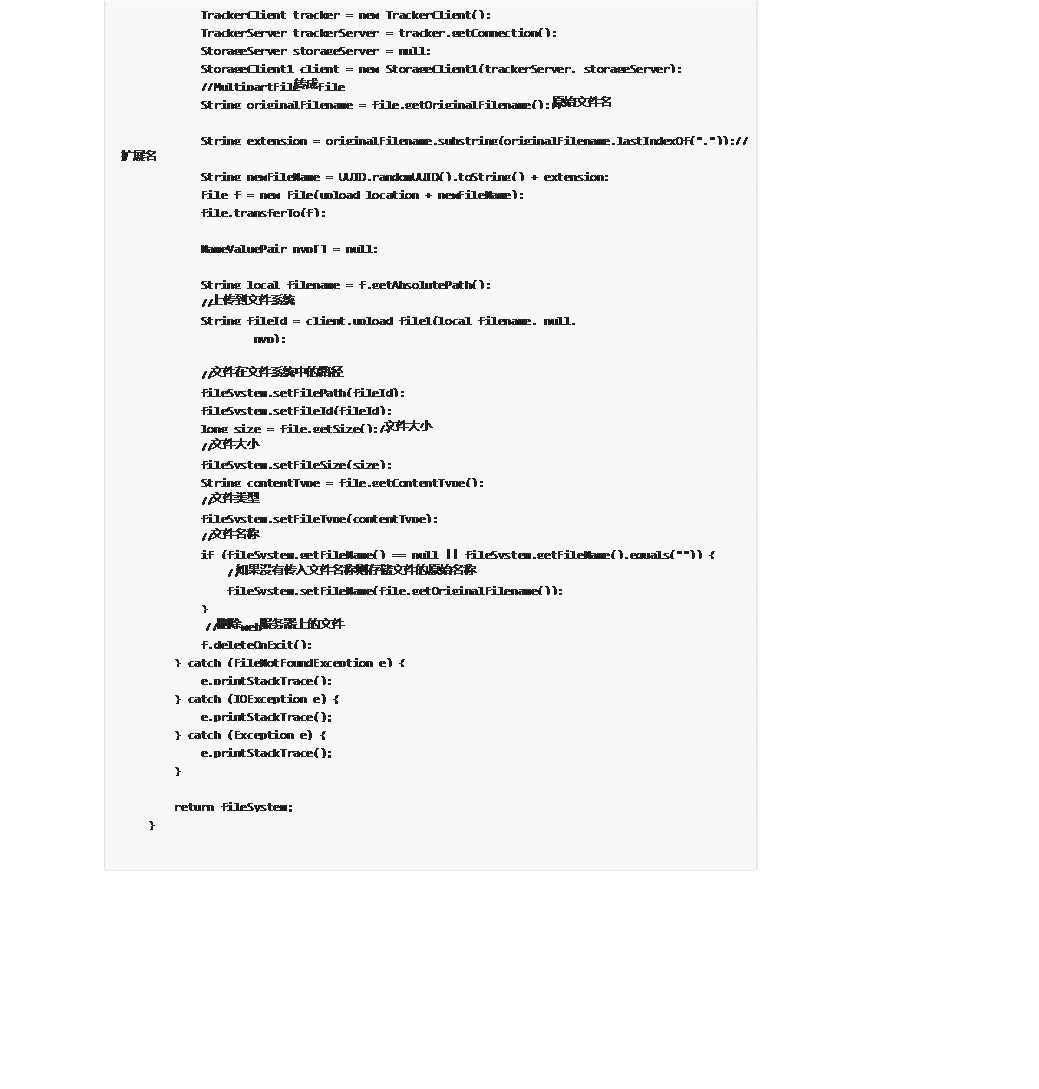 TrackerClient tracker = new TrackerClient();
TrackerServer trackerServer = tracker.getConnection();
StorageServer storageServer = null;
StorageClient1 client = new StorageClient1(trackerServer, storageServer);
//MultipartFile转成file
String originalFilename = file.getOriginalFilename();//原始文件名
String extension = originalFilename.substring(originalFilename.lastIndexOf("."));//
扩展名
String newFileName = UUID.randomUUID().toString() + extension;
File f = new File(upload_location + newFileName);
file.transferTo(f);
NameValuePair nvp[] = null;
String local_filename = f.getAbsolutePath();
//上传到文件系统
String fileId = client.upload_file1(local_filename, null,
nvp);
//文件在文件系统中的路径
fileSystem.setFilePath(fileId);
fileSystem.setFileId(fileId);
long size = file.getSize();//文件大小
//文件大小
fileSystem.setFileSize(size);
String contentType = file.getContentType();
//文件类型
fileSystem.setFileType(contentType);
//文件名称
if (fileSystem.getFileName() == null || fileSystem.getFileName().equals("")) {
//如果没有传入文件名称则存储文件的原始名称
fileSystem.setFileName(file.getOriginalFilename());
}
//删除web服务器上的文件
f.deleteOnExit();
} catch (FileNotFoundException e) {
e.printStackTrace();
} catch (IOException e) {
e.printStackTrace();
} catch (Exception e) {
e.printStackTrace();
}
return fileSystem;
}